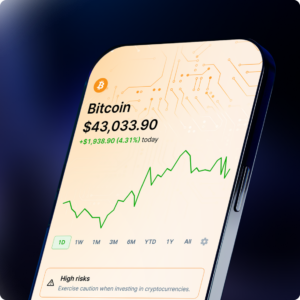 Bitcoin
$43,033.90
+$1,938.90 (4.31%) today
1D 1W 1M 3M 6M YTD 1Y All
High risks
Exercise caution when investing in cryptocurrencies.